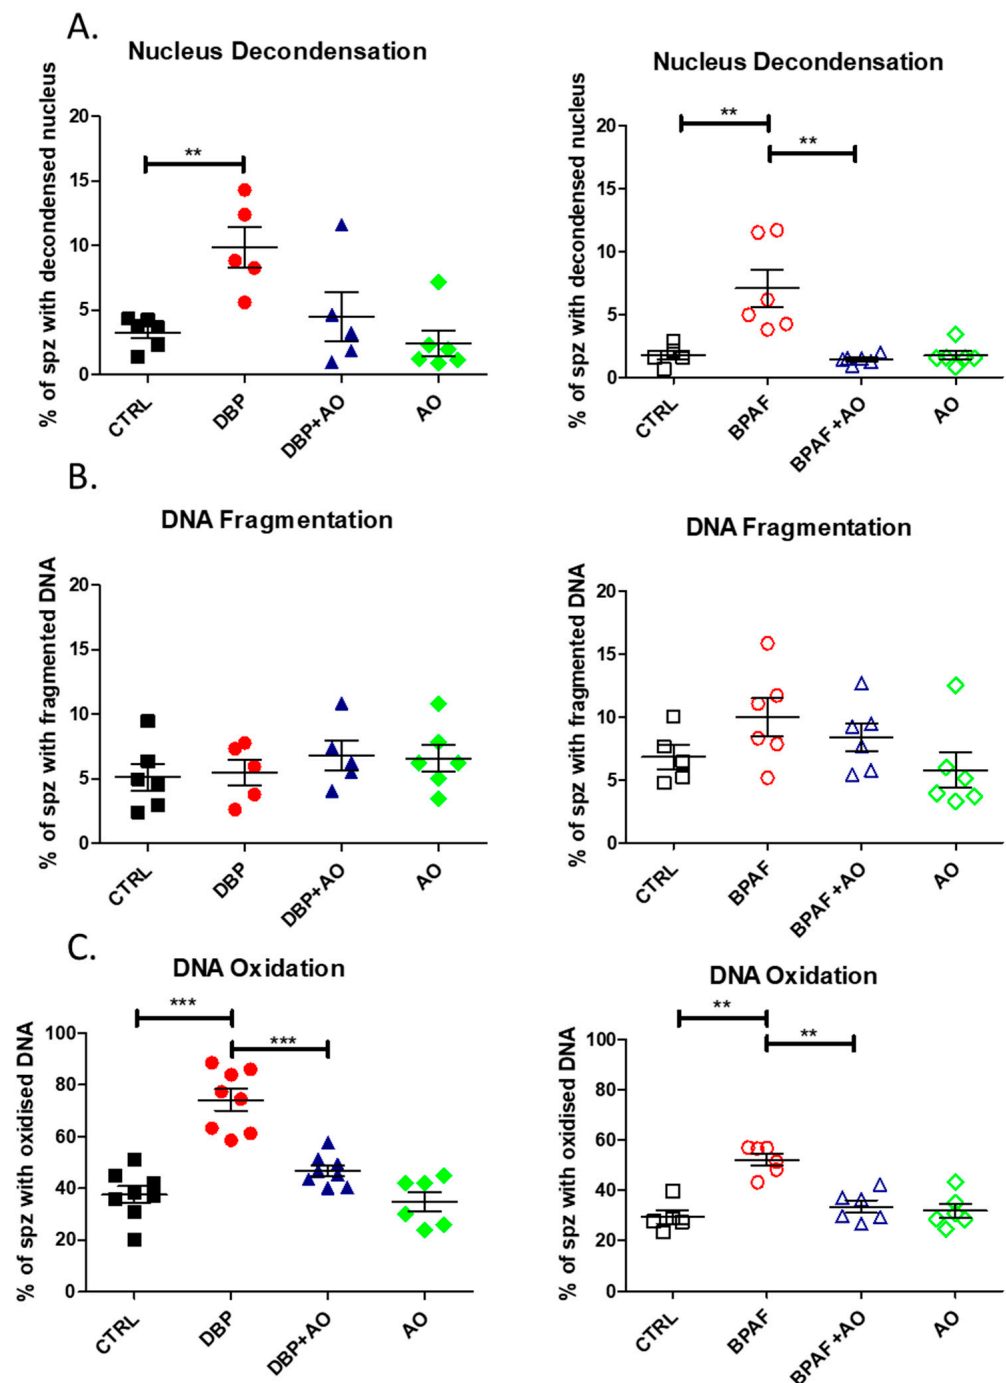 A.
Nucleus Decondensation
% of spz with decondensed nucleus
20
15
10
5
0
**
CTRL
DBP
DBP+AO
AO
Nucleus Decondensation
% of spz with decondensed nucleus
20
15
10
5
0
**
**
CTRL
BPAF
BPAF+AO
AO
B.
DNA Fragmentation
% of spz with fragmented DNA
20
15
10
5
0
CTRL
DBP
DBP+AO
AO
DNA Fragmentation
% of spz with fragmented DNA
20
15
10
5
0
CTRL
BPAF
BPAF+AO
AO
C.
DNA Oxidation
% of spz with oxidised DNA
100
80
60
40
20
0
***
***
CTRL
DBP
DBP+AO
AO
DNA Oxidation
% of spz with oxidised DNA
100
80
60
40
20
0
**
**
CTRL
BPAF
BPAF+AO
AO